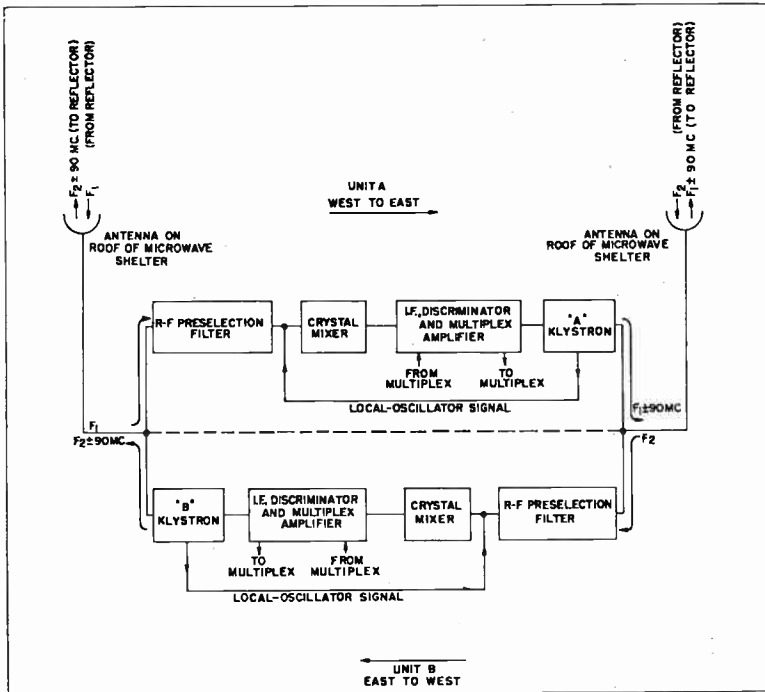 F2 ± 90 MC. (TO REFLECTOR)
F1 (FROM REFLECTOR)
F2 (FROM REFLECTOR)
F1 ± 90 MC (TO REFLECTOR)
UNIT A
WEST TO EAST
ANTENNA ON
ROOF OF MICROWAVE
SHELTER
ANTENNA ON
ROOF OF MICROWAVE
SHELTER
R-F PRESELECTION
FILTER
CRYSTAL
MIXER
I.F., DISCRIMINATOR
AND MULTIPLEX
AMPLIFIER
"A"
KLYSTRON
FROM
MULTIPLEX
TO
MULTIPLEX
LOCAL-OSCILLATOR SIGNAL
F1±90MC
F1
F2±90MC
F2
"B"
KLYSTRON
I.F., DISCRIMINATOR
AND MULTIPLEX
AMPLIFIER
CRYSTAL
MIXER
R-F PRESELECTION
FILTER
TO
MULTIPLEX
FROM
MULTIPLEX
LOCAL-OSCILLATOR SIGNAL
UNIT B
EAST TO WEST